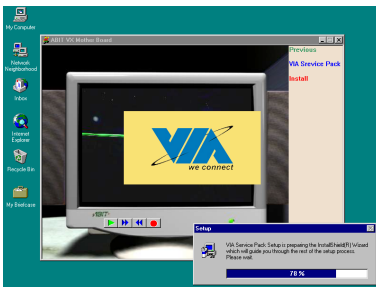 My Computer
Network
Neighborhood
Inbox
Internet
Explorer
Recycle Bin
My Briefcase
ABIT VX Mother Board
Previous
VIA Srevice Pack
Install
VIA
we connect
ABIT
Setup
VIA Service Pack Setup is preparing the InstallShield(R) Wizard
which will guide you through the rest of the setup process.
Please wait.
78 %